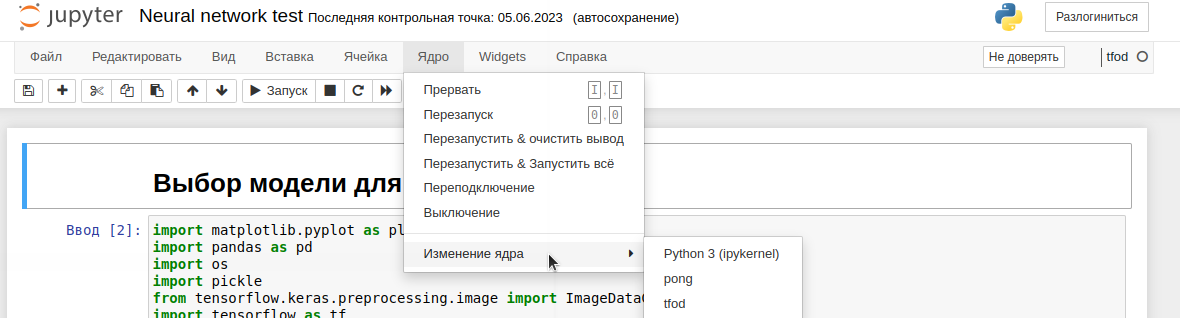 jupyter Neural network test Последняя контрольная точка: 05.06.2023 (автосохранение) Разлогиниться
Файл Редактировать Вид Вставка Ячейка Ядро Widgets Справка Не доверять tfod
Запуск
Прервать I , I
Перезапуск 0 , 0
Перезапустить & очистить вывод
Перезапустить & Запустить всё
Переподключение
Выключение
Изменение ядра
Python 3 (ipykernel)
pong
tfod
Выбор модели для
Ввод [2]: import matplotlib.pyplot as pl
import pandas as pd
import os
import pickle
from tensorflow.keras.preprocessing.image import ImageData
import tensorflow as tf